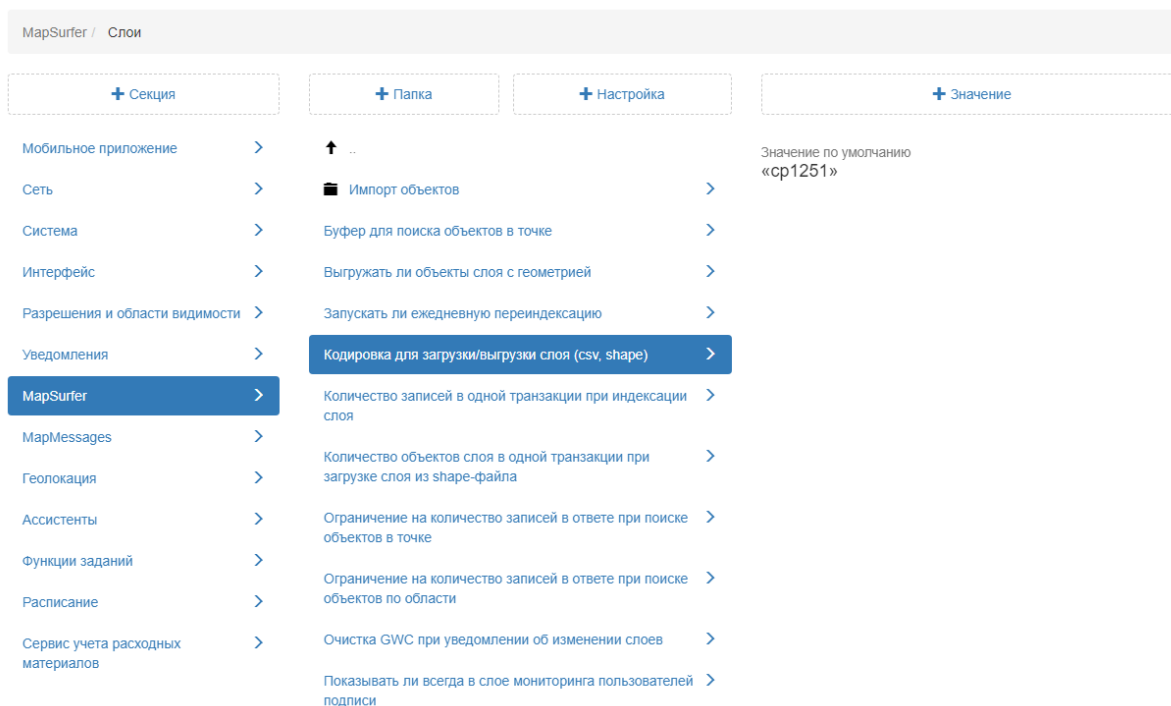 MapSurfer / Слои
+ Секция
+ Папка
+ Настройка
+ Значение
Мобильное приложение
Сеть
Система
Интерфейс
Разрешения и области видимости
Уведомления
MapSurfer
MapMessages
Геолокация
Ассистенты
Функции заданий
Расписание
Сервис учета расходных
материалов
..
Импорт объектов
Буфер для поиска объектов в точке
Выгружать ли объекты слоя с геометрией
Запускать ли ежедневную переиндексацию
Кодировка для загрузки/выгрузки слоя (csv, shape)
Количество записей в одной транзакции при индексации
слоя
Количество объектов слоя в одной транзакции при
загрузке слоя из shape-файла
Ограничение на количество записей в ответе при поиске
объектов в точке
Ограничение на количество записей в ответе при поиске
объектов по области
Очистка GWC при уведомлении об изменении слоев
Показывать ли всегда в слое мониторинга пользователей
подписи
Значение по умолчанию
«cp1251»